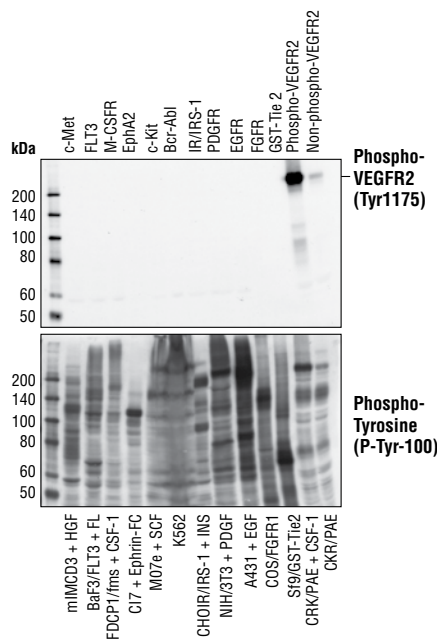 c-Met
FLT3
M-CSFR
EphA2
c-Kit
Bcr-Abl
IR/IRS-1
PDGFR
EGFR
FGFR
GST-Tie 2
Phospho-VEGFR2
Non-phospho-VEGFR2
kDa
200
140
100
80
60
50
Phospho-
VEGFR2
(Tyr1175)
200
140
100
80
60
50
Phospho-
Tyrosine
(P-Tyr-100)
mIMCD3 + HGF
BaF3/FLT3 + FL
FDCP1/fms + CSF-1
CI7 + Ephrin-FC
M07e + SCF
K562
CHOIR/IRS-1 + INS
NIH/3T3 + PDGF
A431 + EGF
COS/FGFR1
Sf9/GST-Tie2
CRK/PAE + CSF-1
CKR/PAE